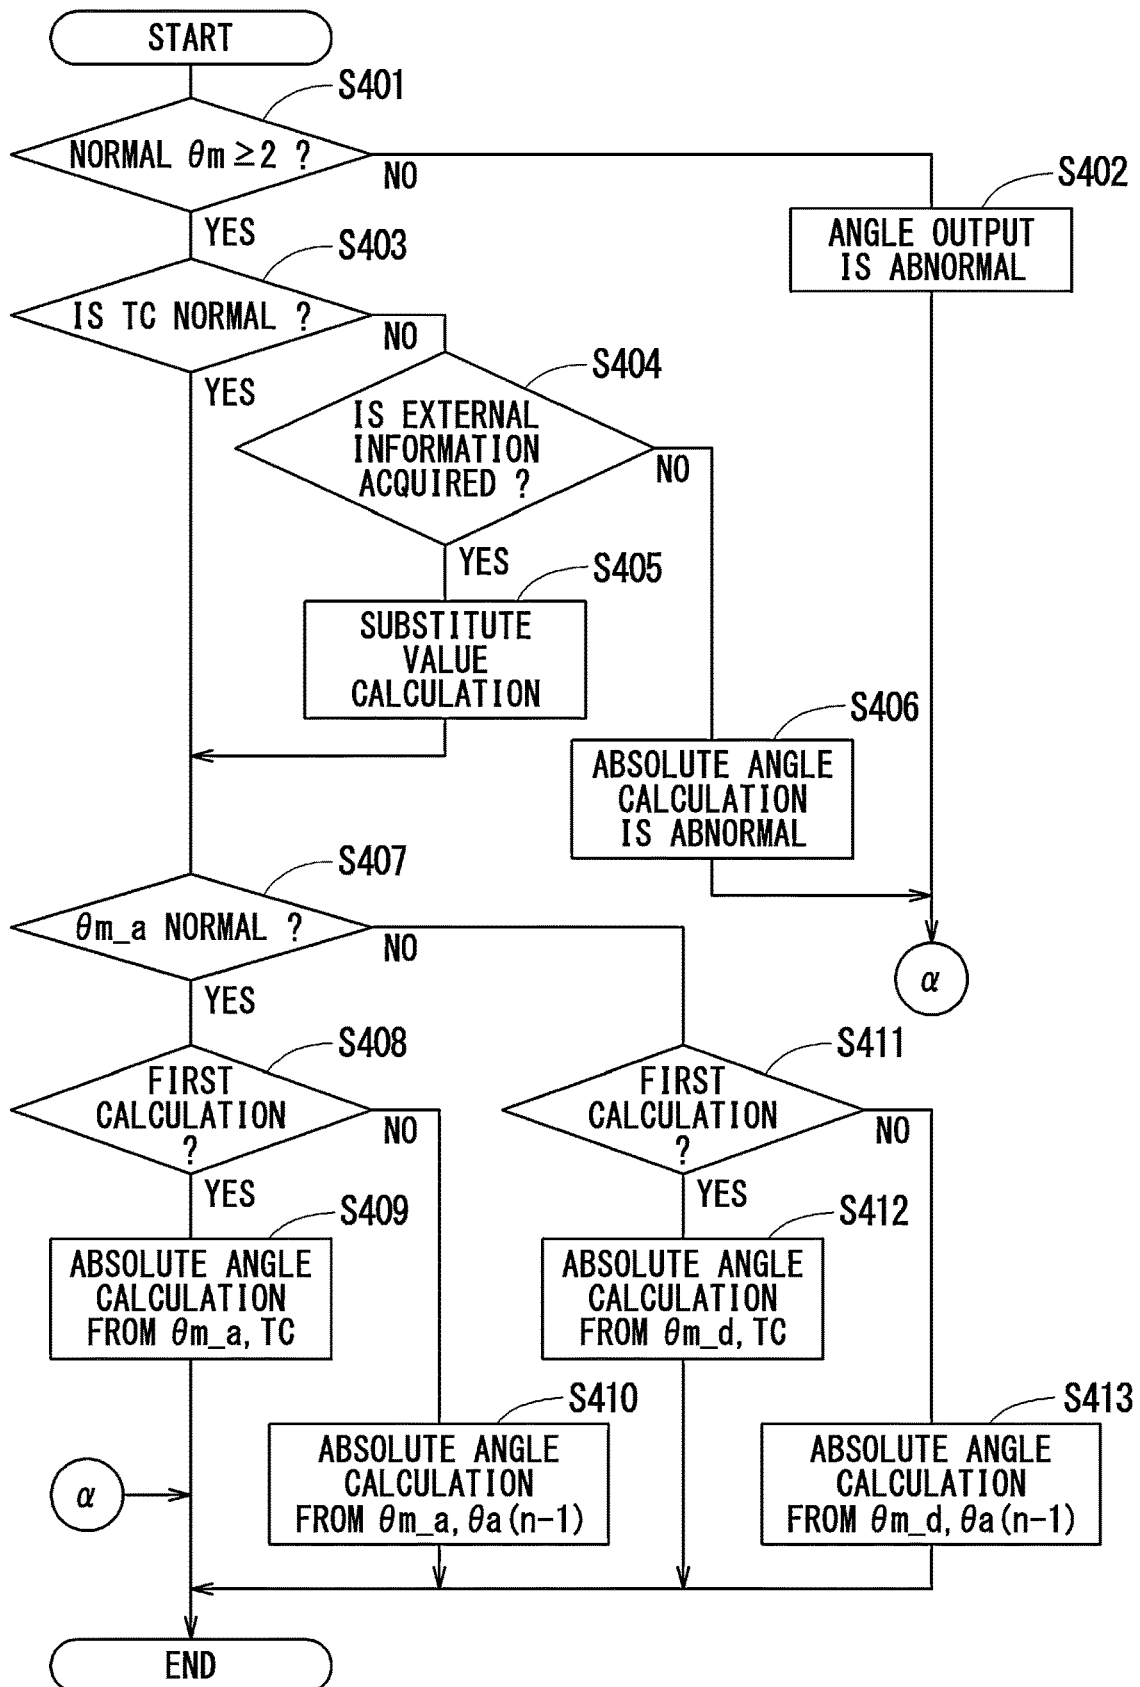 START
S401
NORMAL θm ≥2 ?
NO
YES
S402
ANGLE OUTPUT
IS ABNORMAL
S403
IS TC NORMAL ?
NO
YES
S404
IS EXTERNAL
INFORMATION
ACQUIRED ?
NO
YES
S405
SUBSTITUTE
VALUE
CALCULATION
S406
ABSOLUTE ANGLE
CALCULATION
IS ABNORMAL
α
S407
θm_a NORMAL ?
NO
YES
S408
FIRST
CALCULATION
?
NO
YES
S411
FIRST
CALCULATION
?
NO
YES
S409
ABSOLUTE ANGLE
CALCULATION
FROM θm_a, TC
S412
ABSOLUTE ANGLE
CALCULATION
FROM θm_d, TC
S410
ABSOLUTE ANGLE
CALCULATION
FROM θm_a, θa(n-1)
S413
ABSOLUTE ANGLE
CALCULATION
FROM θm_d, θa(n-1)
α
END